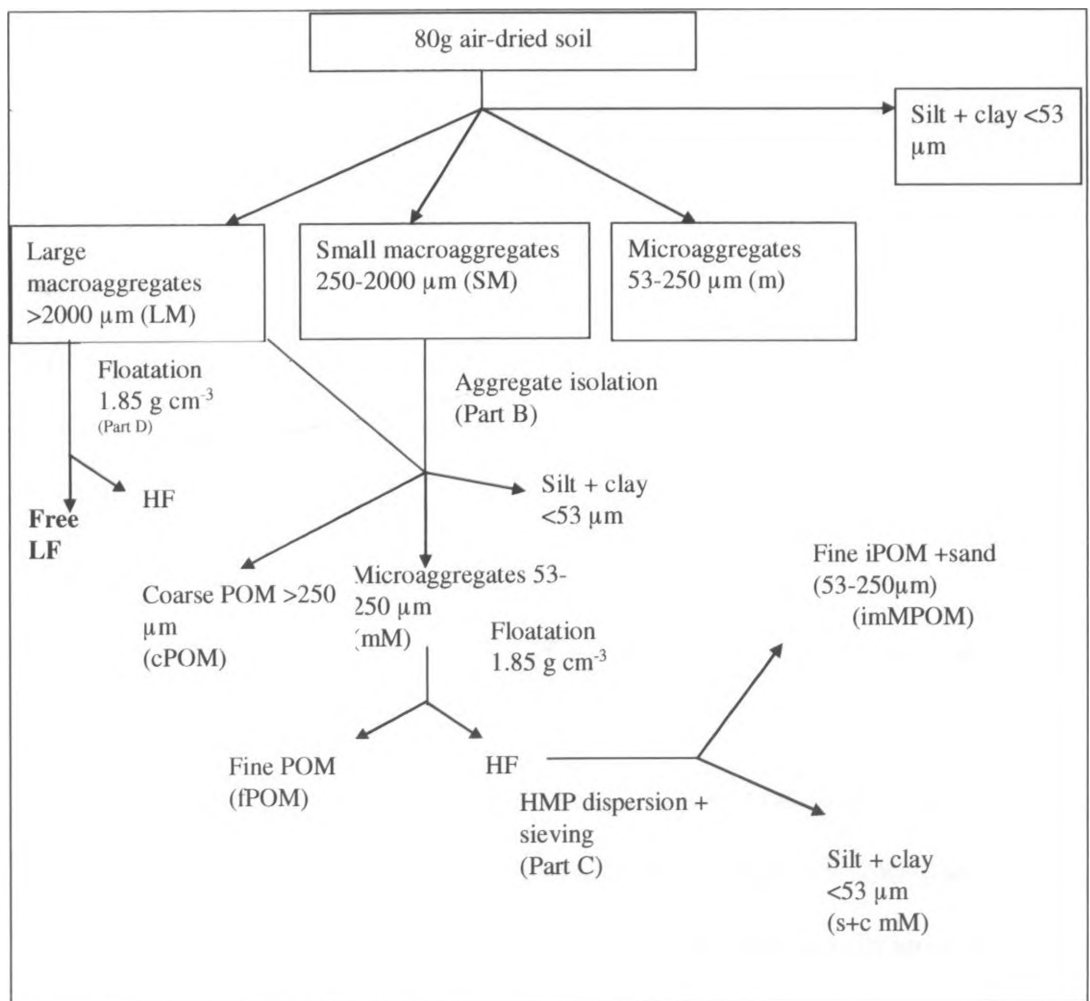 80g air-dried soil
Silt + clay <53
µm
Large
macroaggregates
>2000 µm (LM)
Small macroaggregates
250-2000 µm (SM)
Microaggregates
53-250 µm (m)
Floatation
1.85 g cm-3
(Part D)
Aggregate isolation
(Part B)
HF
Free
LF
Silt + clay
<53 µm
Coarse POM >250
µm
(cPOM)
Microaggregates 53-
250 µm
(mM)
Floatation
1.85 g cm-3
Fine iPOM +sand
(53-250µm)
(imMPOM)
Fine POM
(fPOM)
HF
HMP dispersion +
sieving
(Part C)
Silt + clay
<53 µm
(s+c mM)